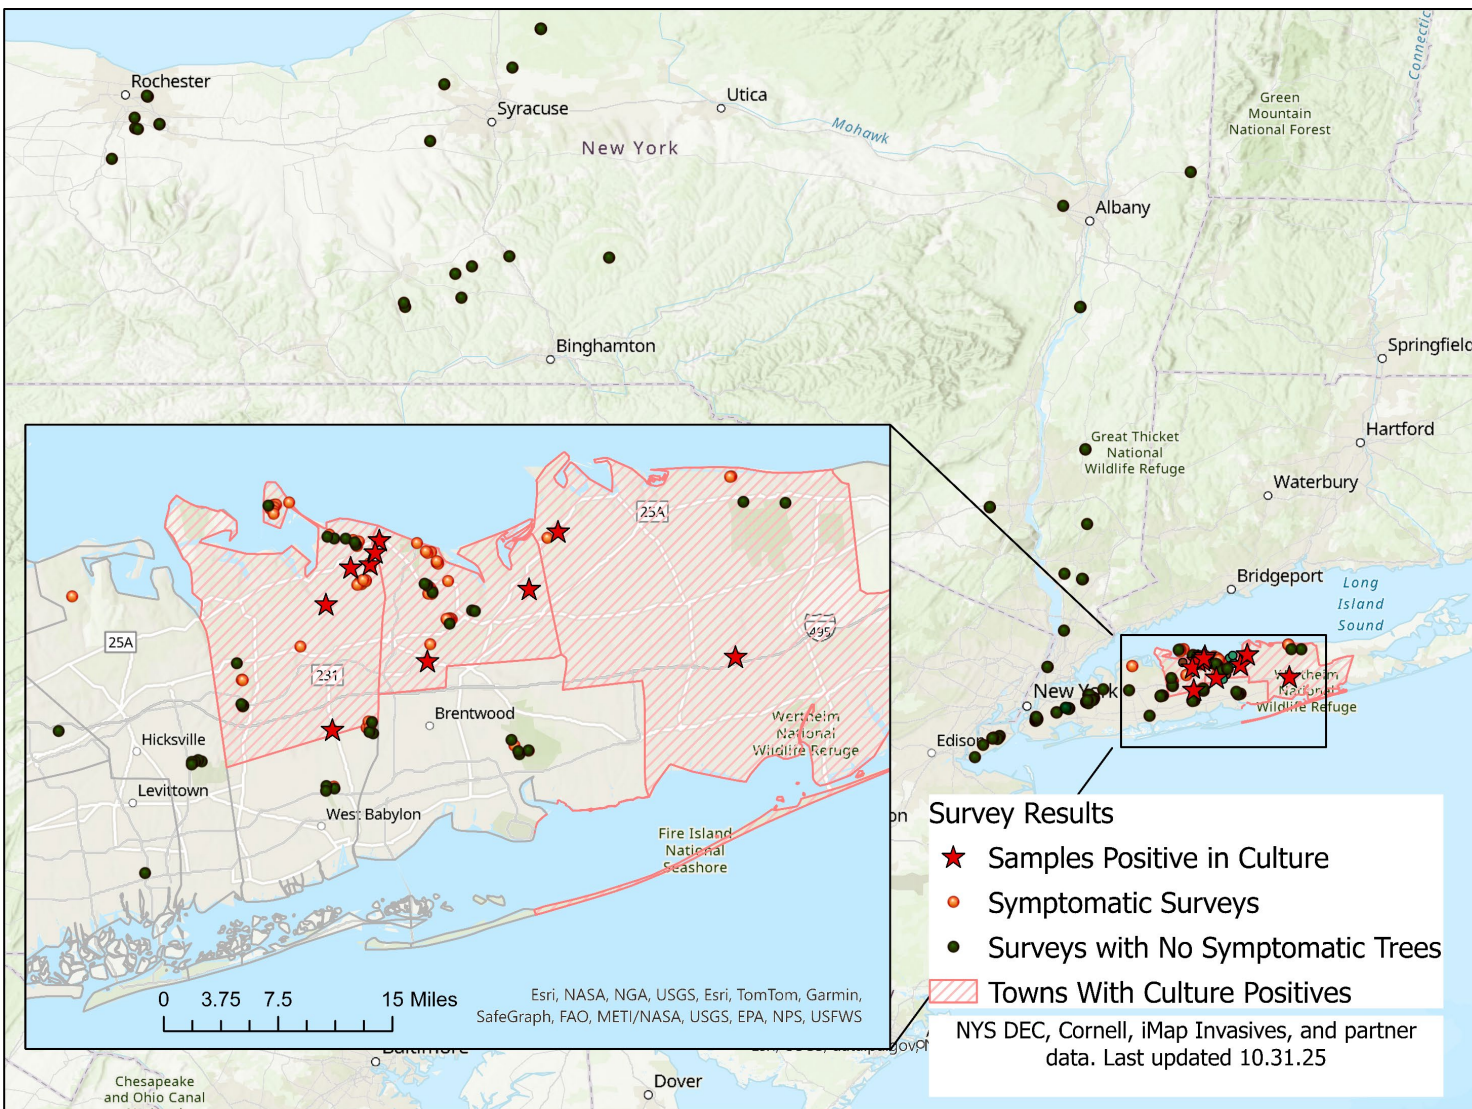 Rochester
Syracuse
Utica
New York
Mohawk
Green
Mountain
National Forest
Connectic
Albany
Binghamton
Springfield
Hartford
Great Thicket
National
Wildlife Refuge
Waterbury
Bridgeport
Long
Island
Sound
New York
Edison
Wertheim
National
Wildlife Refuge
25A
25A
231
495
Brentwood
Hicksville
Levittown
West Babylon
Wertheim
National
Wildlife Refuge
Fire Island
National
Seashore
0 3.75 7.5 15 Miles
Esri, NASA, NGA, USGS, Esri, TomTom, Garmin,
SafeGraph, FAO, METI/NASA, USGS, EPA, NPS, USFWS
on
Survey Results
Samples Positive in Culture
Symptomatic Surveys
Surveys with No Symptomatic Trees
Towns With Culture Positives
NYS DEC, Cornell, iMap Invasives, and partner
data. Last updated 10.31.25
Baltimore
Dover
Chesapeake
and Ohio Canal